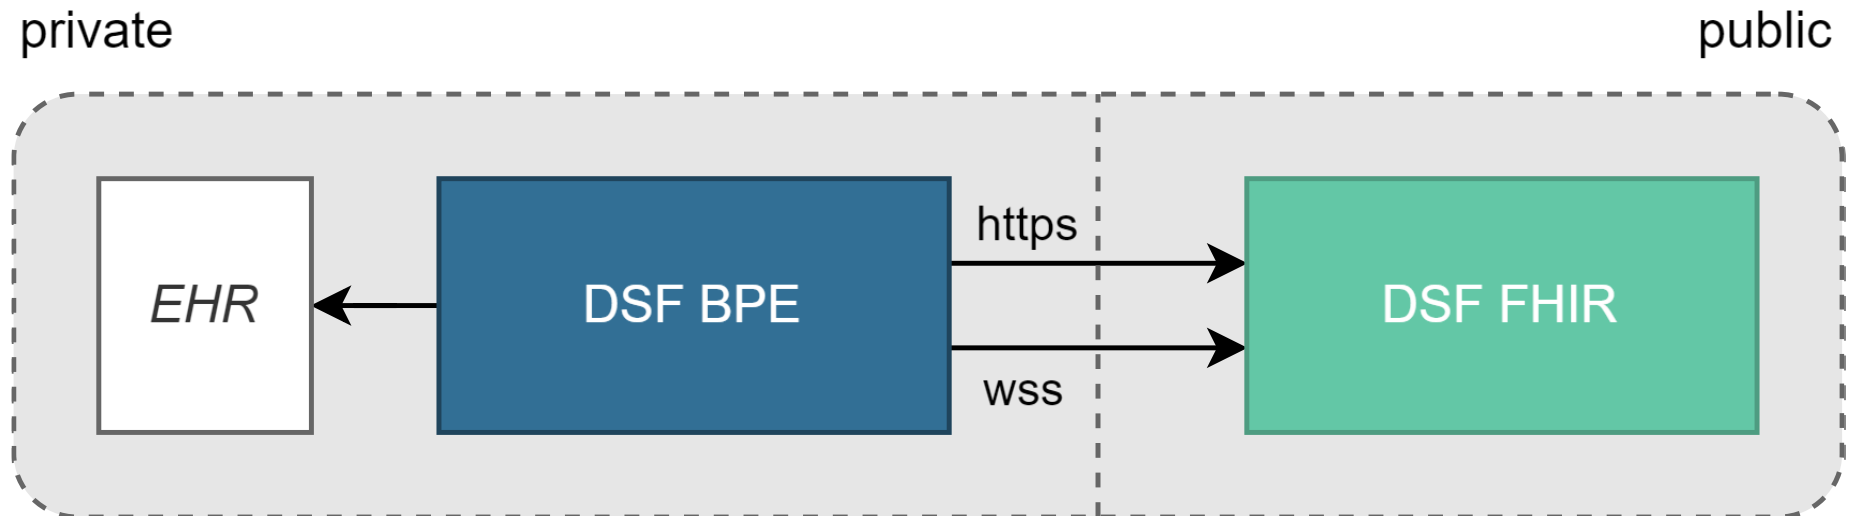 private
public
EHR
DSF BPE
https
wss
DSF FHIR